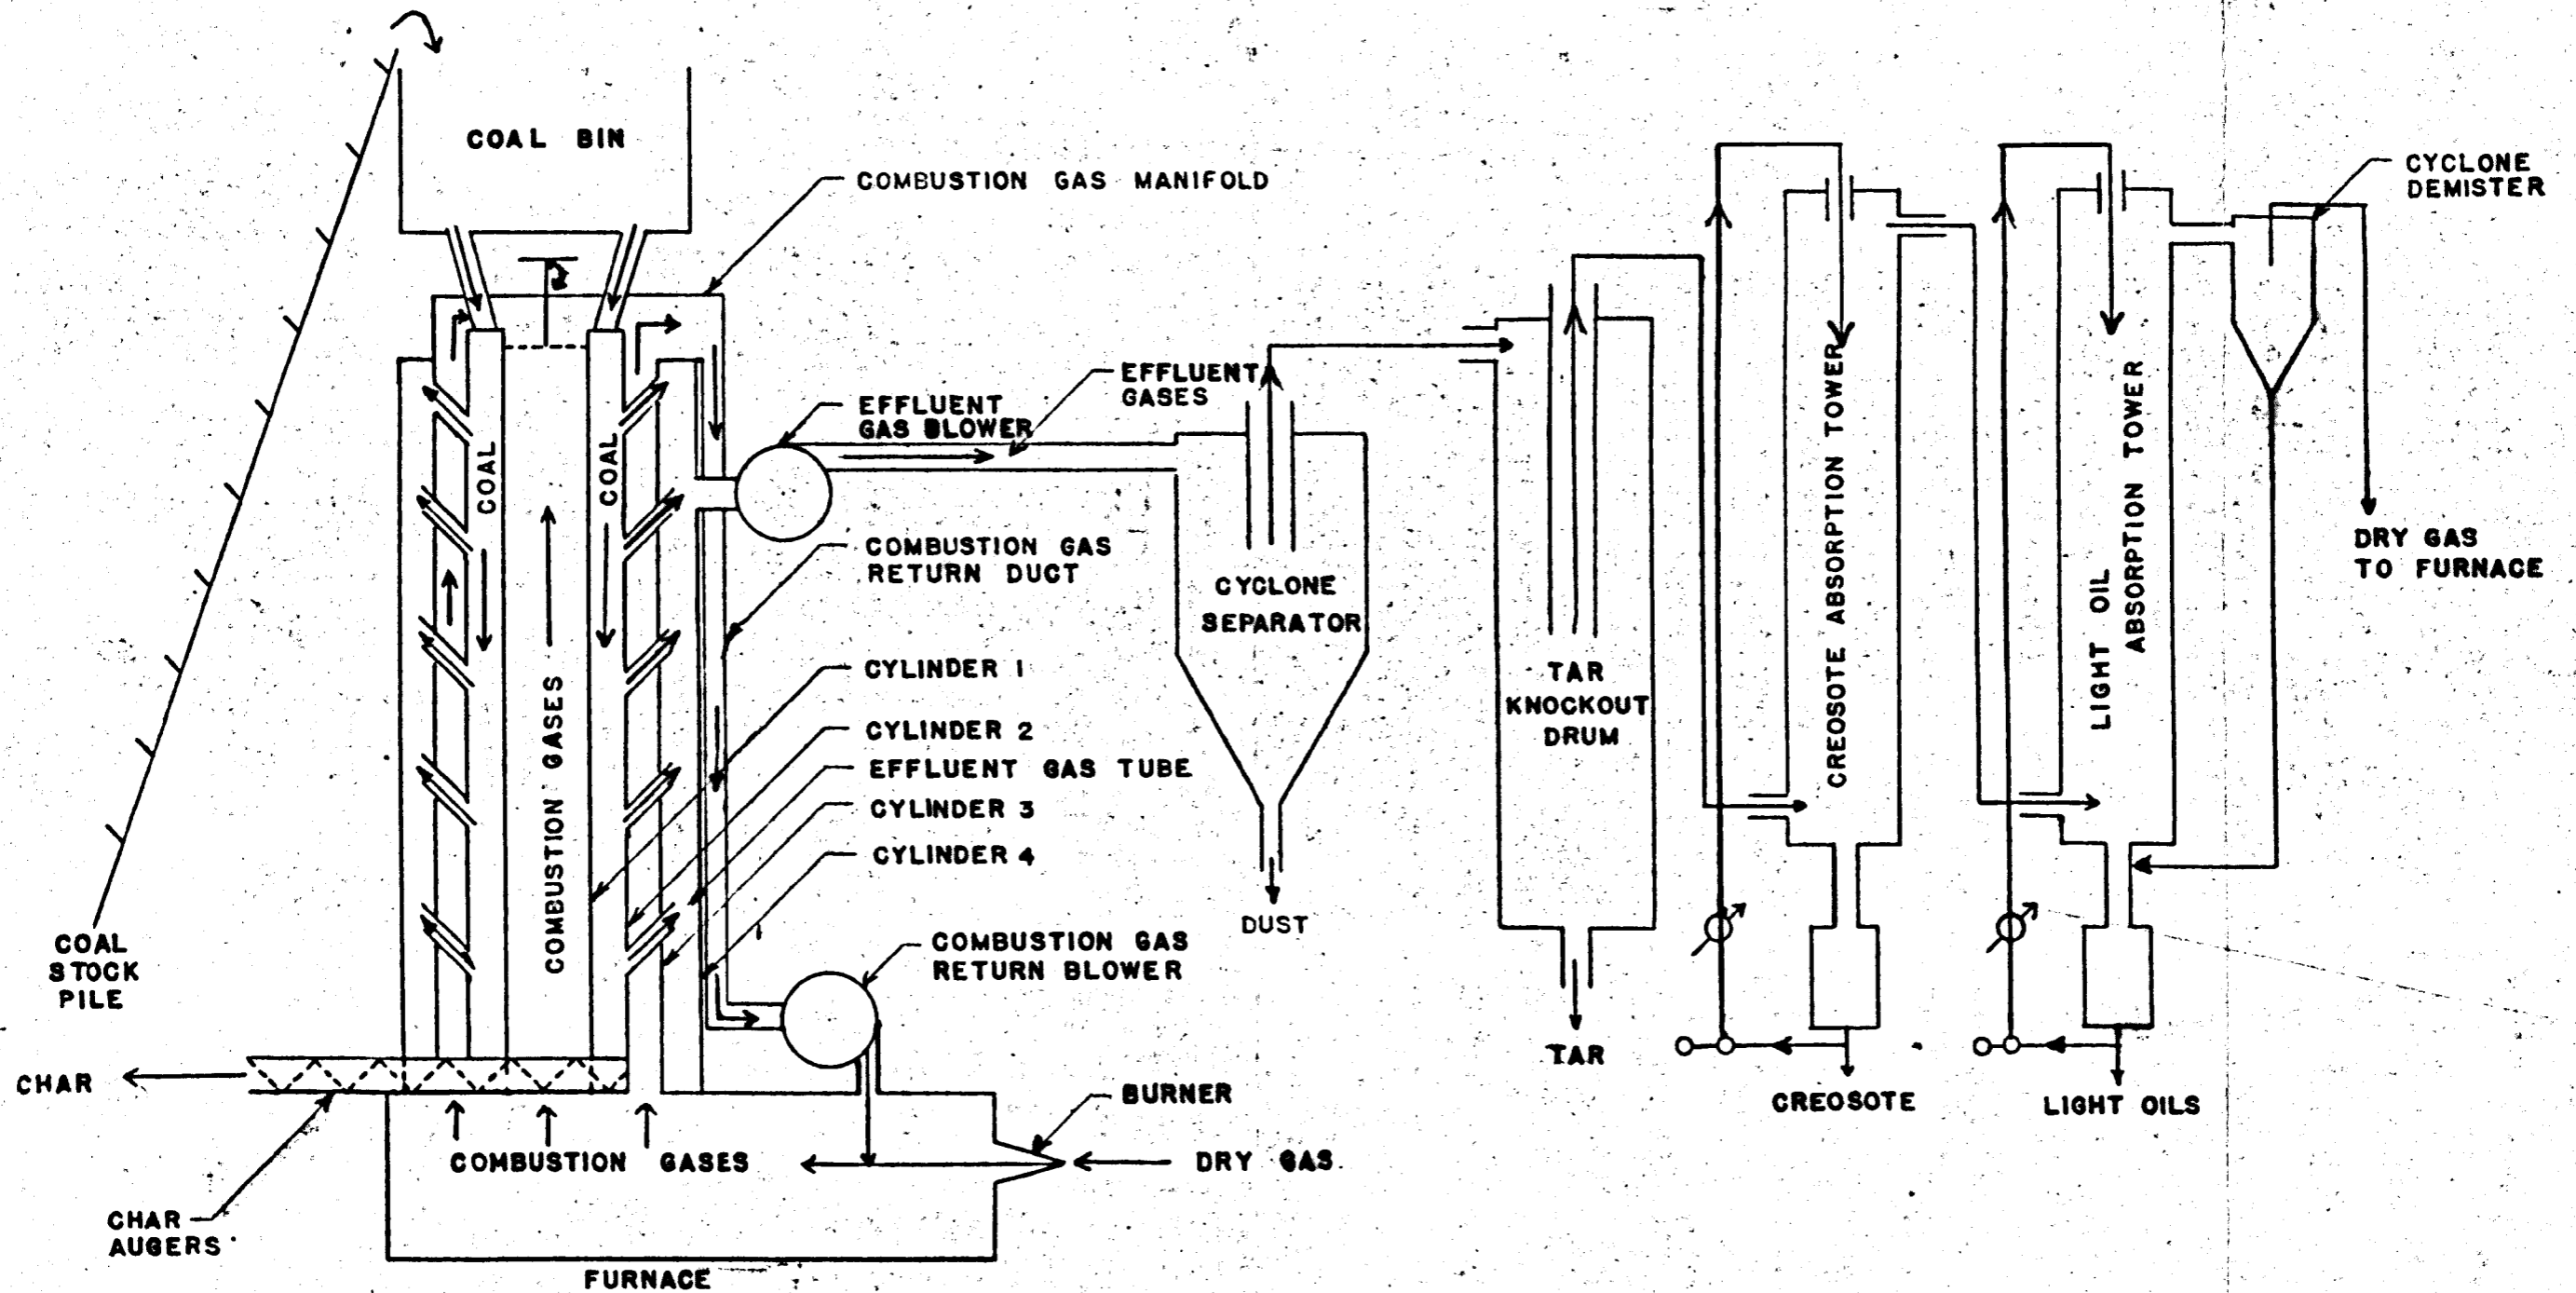 COAL BIN
COMBUSTION GAS MANIFOLD
CYCLONE
DEMISTER
EFFLUENT
GASES
EFFLUENT
GAS BLOWER
COAL
COAL
COMBUSTION GASES
COMBUSTION GAS
RETURN DUCT
CYCLONE
SEPARATOR
CYLINDER 1
CYLINDER 2
EFFLUENT GAS TUBE
CYLINDER 3
CYLINDER 4
TAR
KNOCKOUT
DRUM
CREOSOTE ABSORPTION TOWER
LIGHT OIL
ABSORPTION TOWER
DRY GAS
TO FURNACE
COAL
STOCK
PILE
DUST
COMBUSTION GAS
RETURN BLOWER
TAR
CHAR
BURNER
CREOSOTE
LIGHT OILS
COMBUSTION GASES
DRY GAS
CHAR
AUGERS
FURNACE